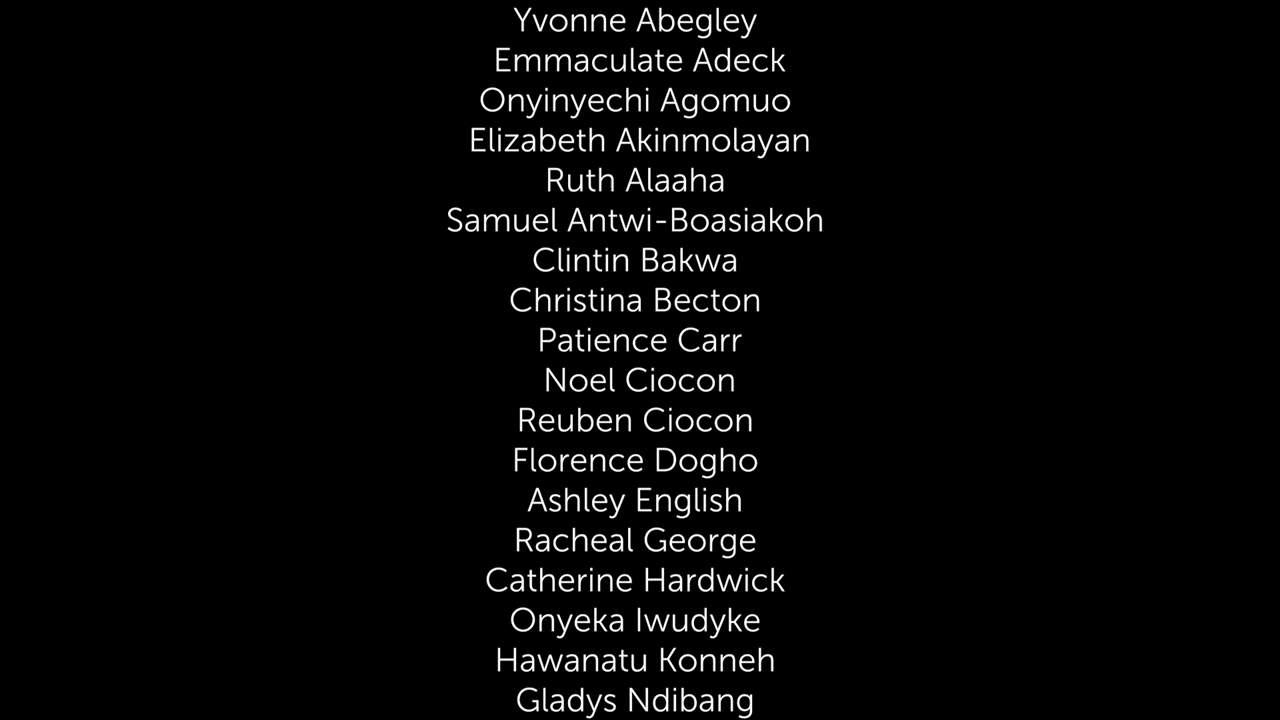 Yvonne Abegley
Emmaculate Adeck
Onyinyechi Agomuo
Elizabeth Akinmolayan
Ruth Alaaha
Samuel Antwi-Boasiakoh
Clintin Bakwa
Christina Becton
Patience Carr
Noel Ciocon
Reuben Ciocon
Florence Dogho
Ashley English
Racheal George
Catherine Hardwick
Onyeka Iwudyke
Hawanatu Konneh
Gladys Ndibang